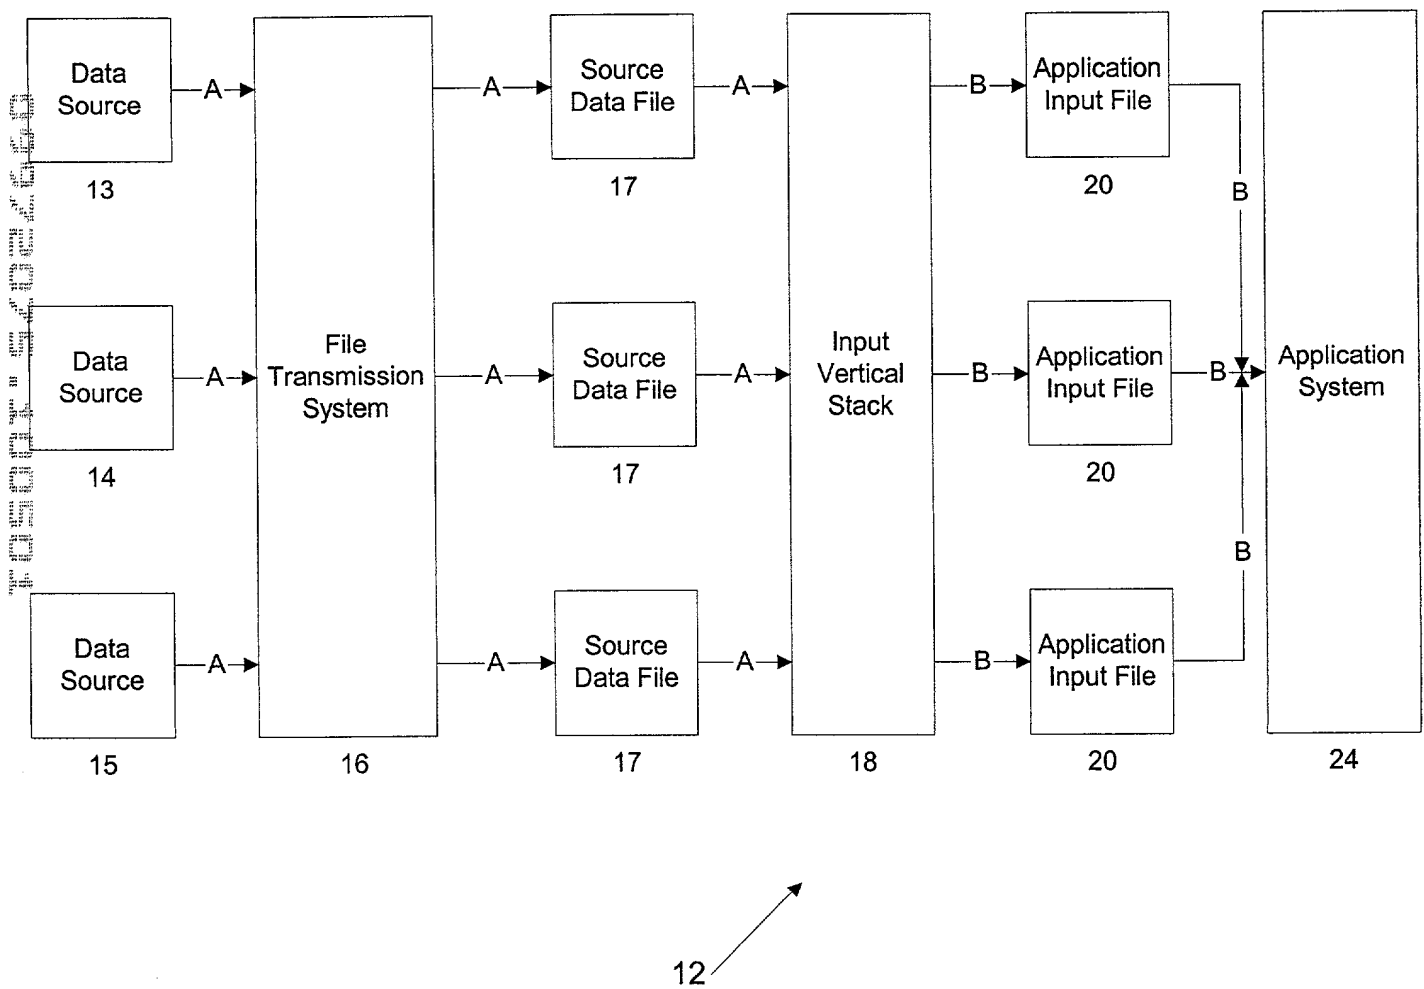 Data
Source
13
Data
Source
14
Data
Source
15
A
A
A
File
Transmission
System
16
A
A
A
Source
Data File
17
Source
Data File
17
Source
Data File
17
A
A
A
Input
Vertical
Stack
18
B
B
B
Application
Input File
20
Application
Input File
20
Application
Input File
20
B
B
B
Application
System
24
12